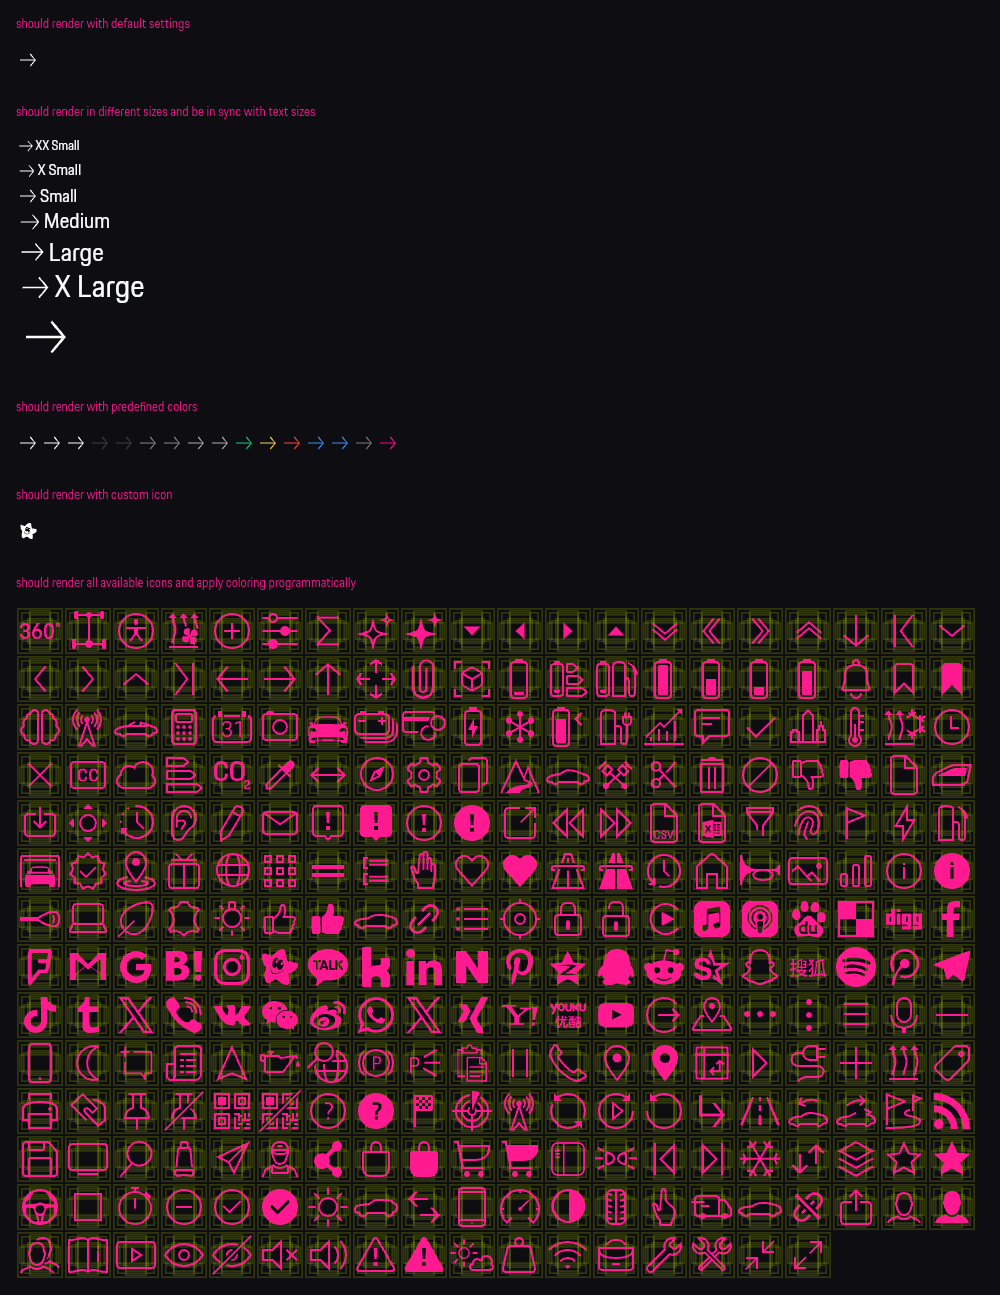 should render with default settings
should render in different sizes and be in sync with text sizes
XX Small
X Small
Small
Medium
Large
X Large
should render with predefined colors
should render with custom icon
should render all available icons and apply coloring programmatically
360°
31
CC
CO2
CSV
X
du
digg
f
F
M
G
B!
TALK
k
in
N
S
搜狐
t
X
X
Y!
YOUKU
优酷
P
P
?
?